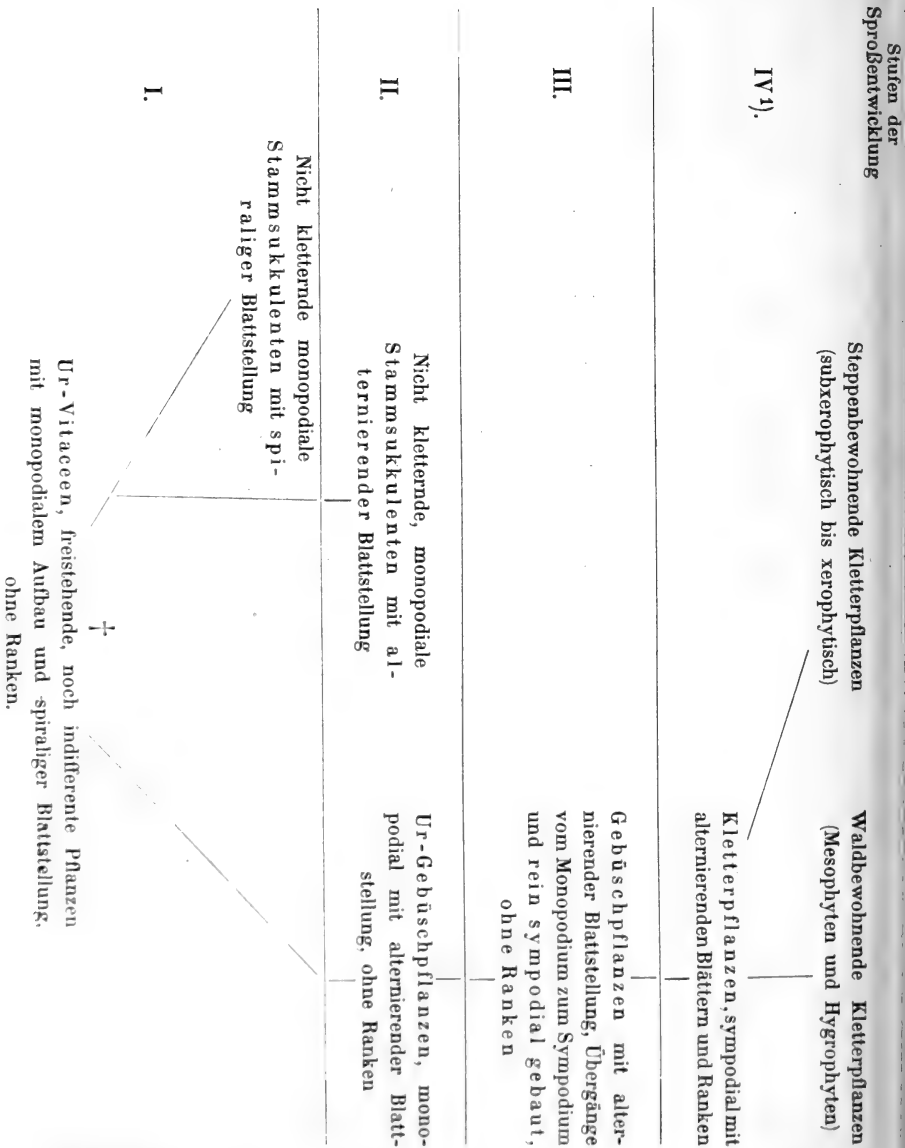 Stufen der
Sproßentwicklung
Steppenbewohnende Kletterpflanzen
(subxerophytisch bis xerophytisch)
Waldbewohnende Kletterpflanzen
(Mesophyten und Hygrophyten)
IV¹).
Kletterpflanzen, sympodial mit
alternierenden Blättern und Ranken
III.
Gebüschpflanzen mit alter-
nierender Blattstellung, Übergänge
vom Monopodium zum Sympodium
und rein sympodial gebaut,
ohne Ranken
II.
Nicht kletternde, monopodiale
Stammsukkulenten mit al-
ternierender Blattstellung
Ur-Gebüschpflanzen, mono-
podial mit alternierender Blatt-
stellung, ohne Ranken
I.
Nicht kletternde monopodiale
Stammsukkulenten mit spi-
raliger Blattstellung
†
Ur-Vitaceen, freistehende, noch indifferente Pflanzen
mit monopodialem Aufbau und spiraliger Blattstellung,
ohne Ranken.